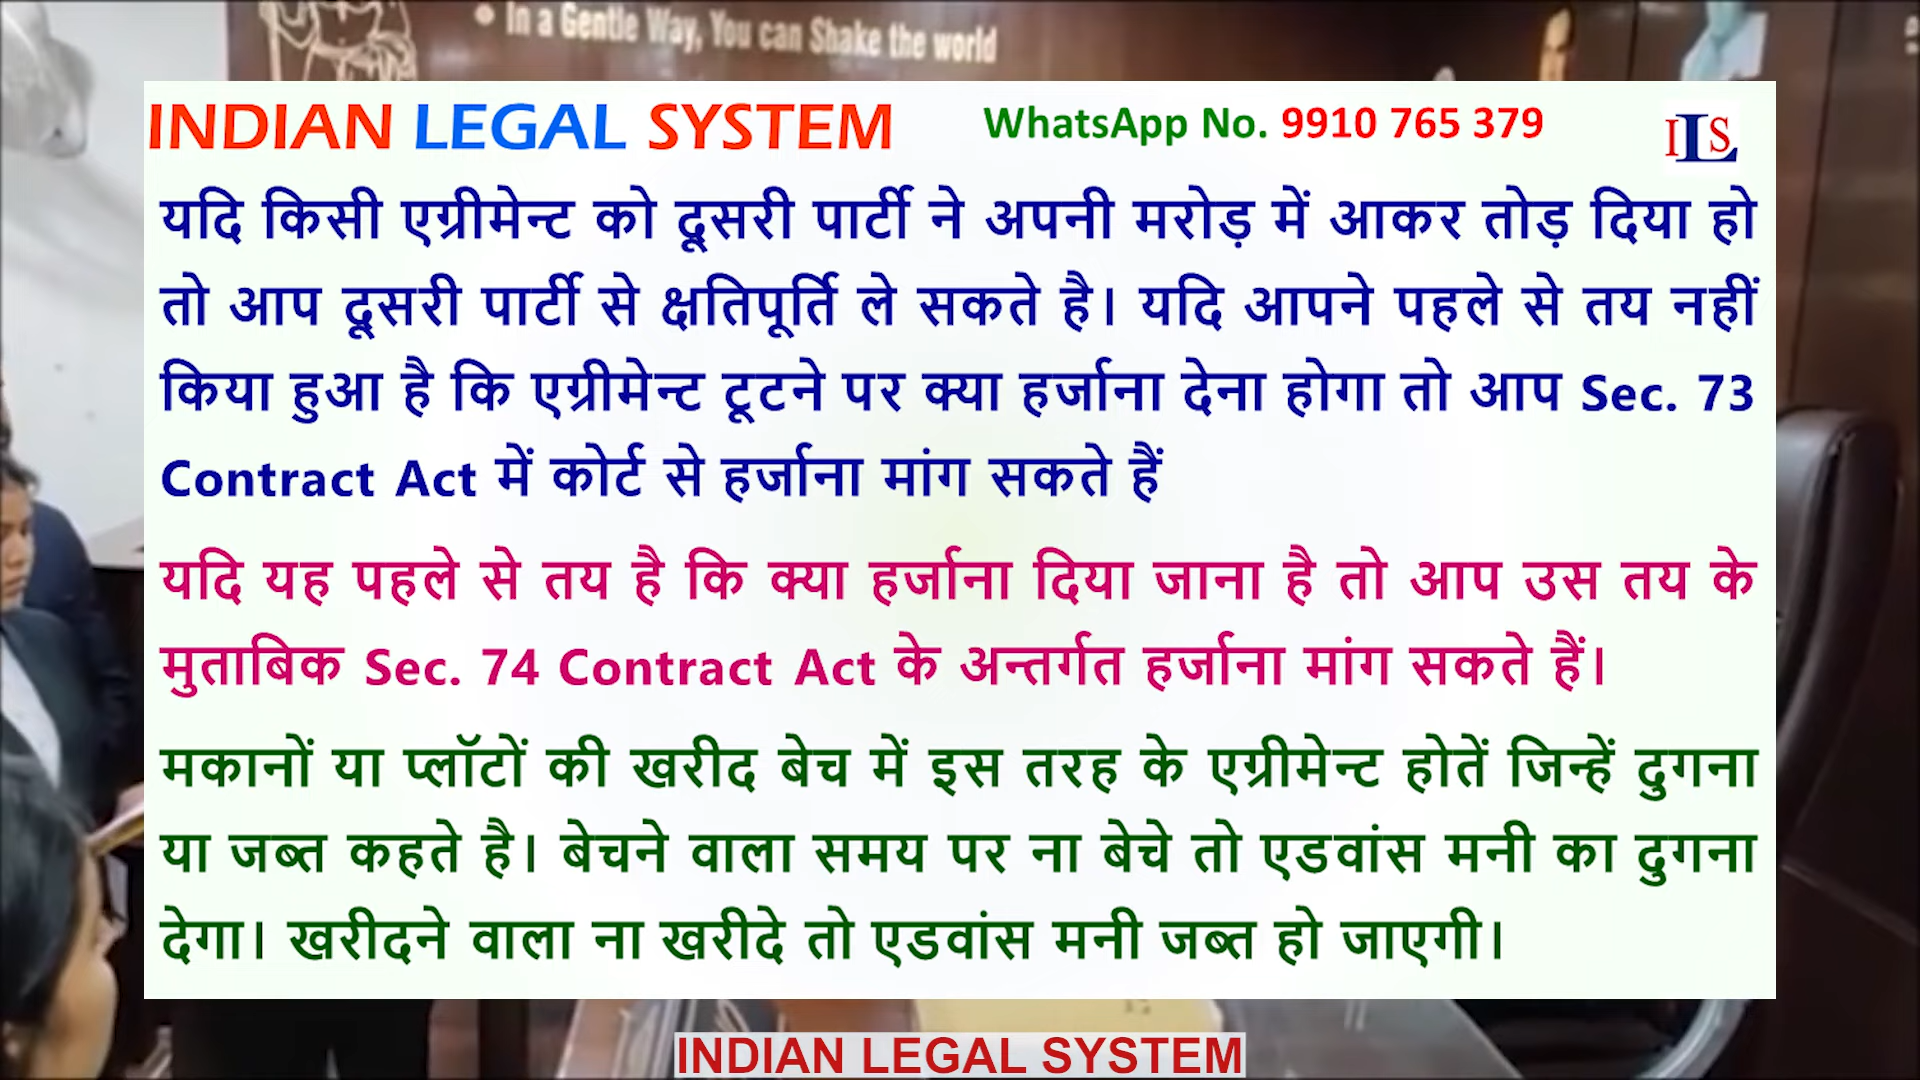 • In a Gentle Way, You can Shake the world
INDIAN LEGAL SYSTEM WhatsApp No. 9910 765 379 ILS
यदि किसी एग्रीमेन्ट को दूसरी पार्टी ने अपनी मरोड़ में आकर तोड़ दिया हो
तो आप दूसरी पार्टी से क्षतिपूर्ति ले सकते है। यदि आपने पहले से तय नहीं
किया हुआ है कि एग्रीमेन्ट टूटने पर क्या हर्जाना देना होगा तो आप Sec. 73
Contract Act में कोर्ट से हर्जाना मांग सकते हैं
यदि यह पहले से तय है कि क्या हर्जाना दिया जाना है तो आप उस तय के
मुताबिक Sec. 74 Contract Act के अन्तर्गत हर्जाना मांग सकते हैं।
मकानों या प्लॉटों की खरीद बेच में इस तरह के एग्रीमेन्ट होतें जिन्हें दुगना
या जब्त कहते है। बेचने वाला समय पर ना बेचे तो एडवांस मनी का दुगना
देगा। खरीदने वाला ना खरीदे तो एडवांस मनी जब्त हो जाएगी।
INDIAN LEGAL SYSTEM